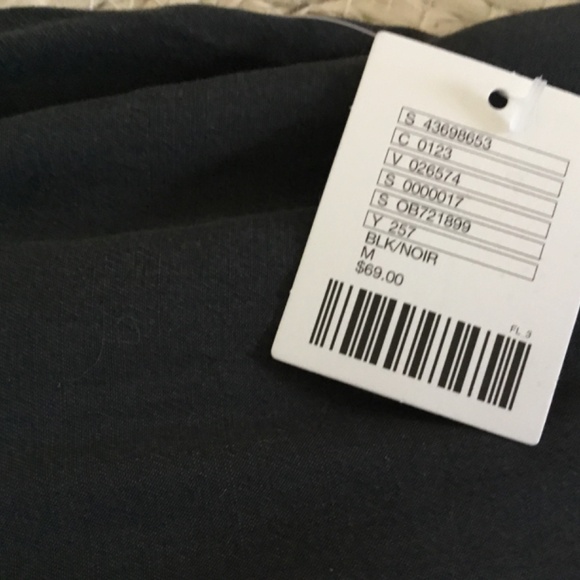 S 43698653
C 0123
V 026574
S 0000017
S OB721899
Y 257
BLK/NOIR
M
$69.00
FL 3